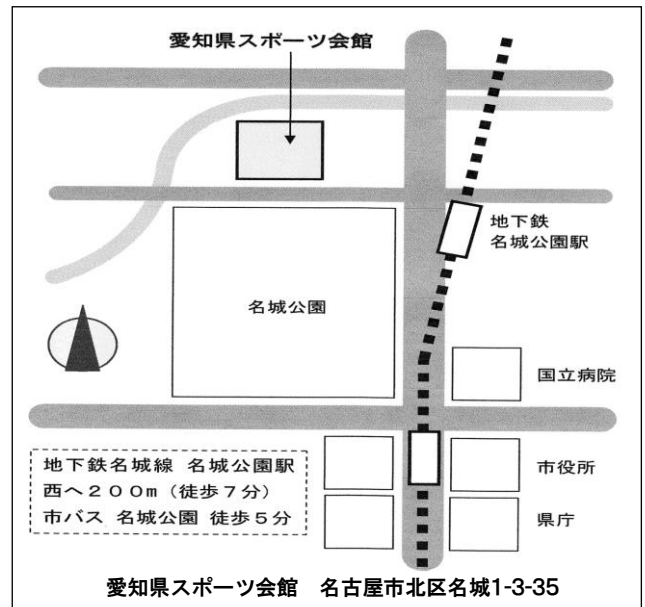 愛知県スポーツ会館
地下鉄
名城公園駅
名城公園
国立病院
地下鉄名城線 名城公園駅
西へ200m(徒歩7分)
市バス 名城公園 徒歩5分
市役所
県庁
愛知県スポーツ会館 名古屋市北区名城1-3-35